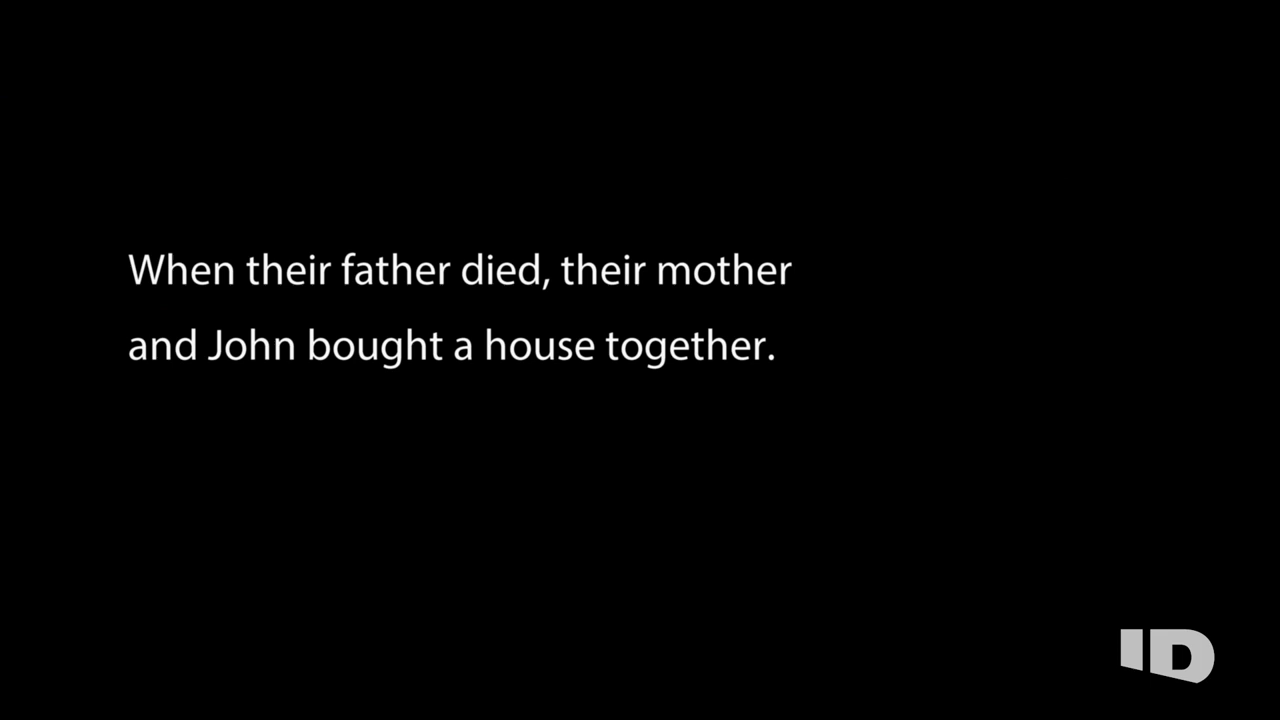 When their father died, their mother
and John bought a house together.
ID